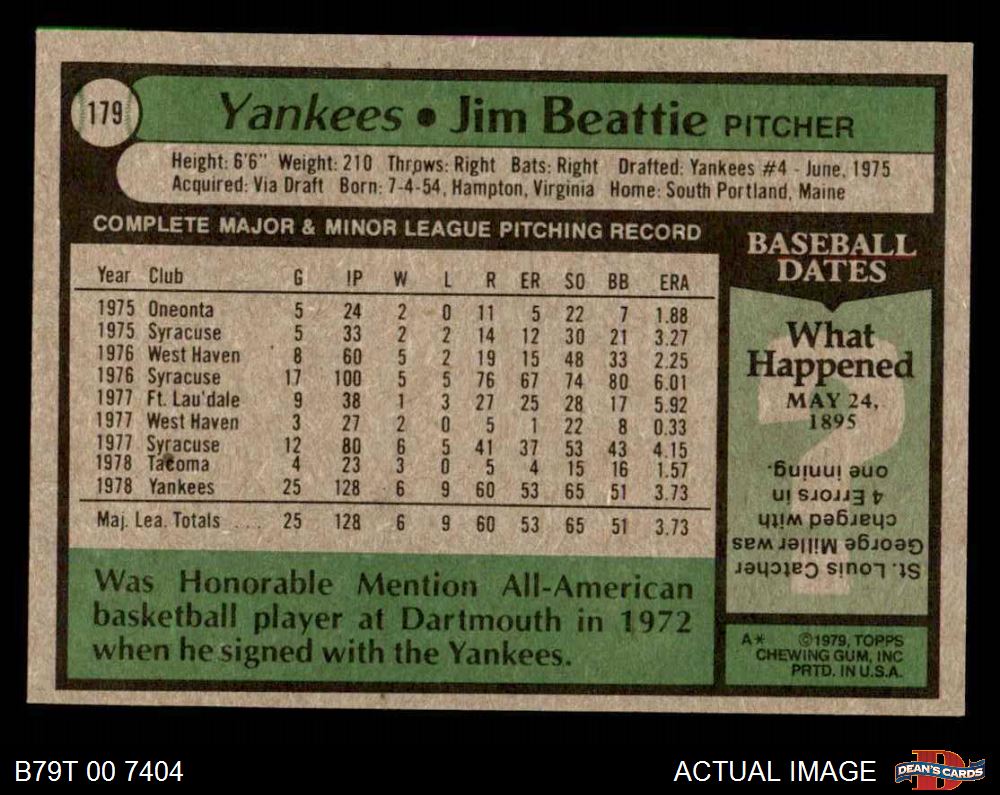 179
Yankees • Jim Beattie PITCHER
Height: 6'6" Weight: 210 Throws: Right Bats: Right Drafted: Yankees #4 - June, 1975
Acquired: Via Draft Born: 7-4-54, Hampton, Virginia Home: South Portland, Maine
COMPLETE MAJOR & MINOR LEAGUE PITCHING RECORD
Year Club G IP W L R ER SO BB ERA
1975 Oneonta 5 24 2 0 11 5 22 7 1.88
1975 Syracuse 5 33 2 2 14 12 30 21 3.27
1976 West Haven 8 60 5 2 19 15 48 33 2.25
1976 Syracuse 17 100 5 5 76 67 74 80 6.01
1977 Ft. Lau'dale 9 38 1 3 27 25 28 17 5.92
1977 West Haven 3 27 2 0 5 1 22 8 0.33
1977 Syracuse 12 80 6 5 41 37 53 43 4.15
1978 Tacoma 4 23 3 0 5 4 15 16 1.57
1978 Yankees 25 128 6 9 60 53 65 51 3.73
Maj. Lea. Totals ... 25 128 6 9 60 53 65 51 3.73
Was Honorable Mention All-American
basketball player at Dartmouth in 1972
when he signed with the Yankees.
BASEBALL
DATES
What
Happened
MAY 24,
1895
St. Louis Catcher
George Miller was
charged with
4 Errors in
one inning.
A* ©1979, TOPPS
CHEWING GUM, INC
PRTD. IN U.S.A.
B79T 00 7404
ACTUAL IMAGE
D
DEAN'S CARDS